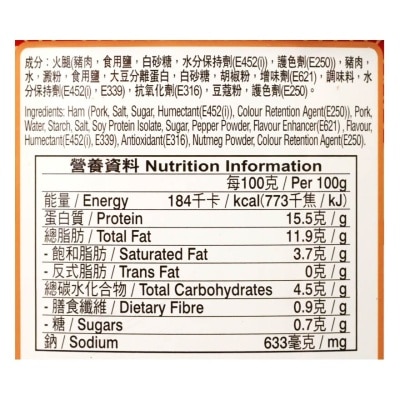 成分：火腿(豬肉，食用鹽，白砂糖，水分保持劑(E452(i))，護色劑(E250))，豬肉，
水，澱粉，食用鹽，大豆分離蛋白，白砂糖，胡椒粉，增味劑(E621)，調味料，水
分保持劑(E452(i)，E339)，抗氧化劑(E316)，豆蔻粉，護色劑(E250)。
Ingredients: Ham (Pork, Salt, Sugar, Humectant(E452(i)), Colour Retention Agent(E250)), Pork,
Water, Starch, Salt, Soy Protein Isolate, Sugar, Pepper Powder, Flavour Enhancer(E621) , Flavour,
Humectant(E452(i), E339), Antioxidant(E316), Nutmeg Powder, Colour Retention Agent(E250).
營養資料 Nutrition Information
每100克 / Per 100g
能量 / Energy 184千卡 / kcal(773千焦 / kJ)
蛋白質 / Protein 15.5克 / g
總脂肪 / Total Fat 11.9克 / g
- 飽和脂肪 / Saturated Fat 3.7克 / g
- 反式脂肪 / Trans Fat 0克 / g
總碳水化合物 / Total Carbohydrates 4.5克 / g
- 膳食纖維 / Dietary Fibre 0.9克 / g
- 糖 / Sugars 0.7克 / g
鈉 / Sodium 633毫克 / mg